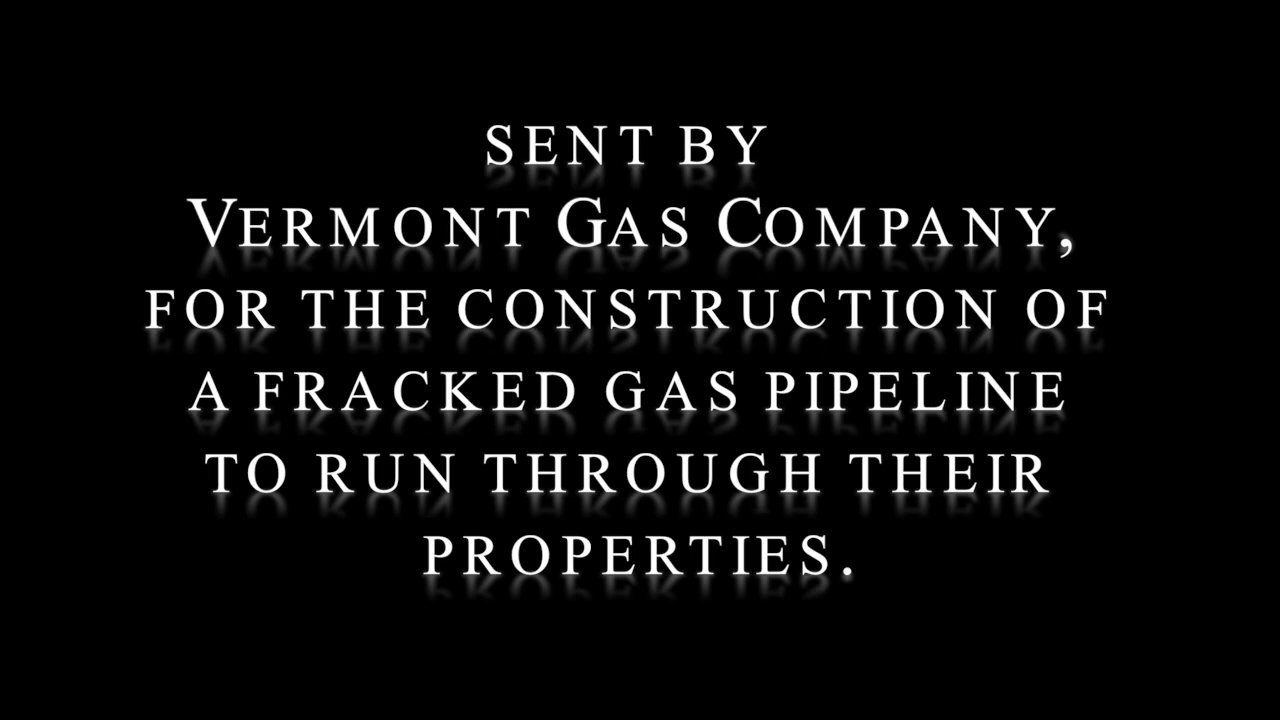 SENT BY
VERMONT GAS COMPANY,
FOR THE CONSTRUCTION OF
A FRACKED GAS PIPELINE
TO RUN THROUGH THEIR
PROPERTIES.